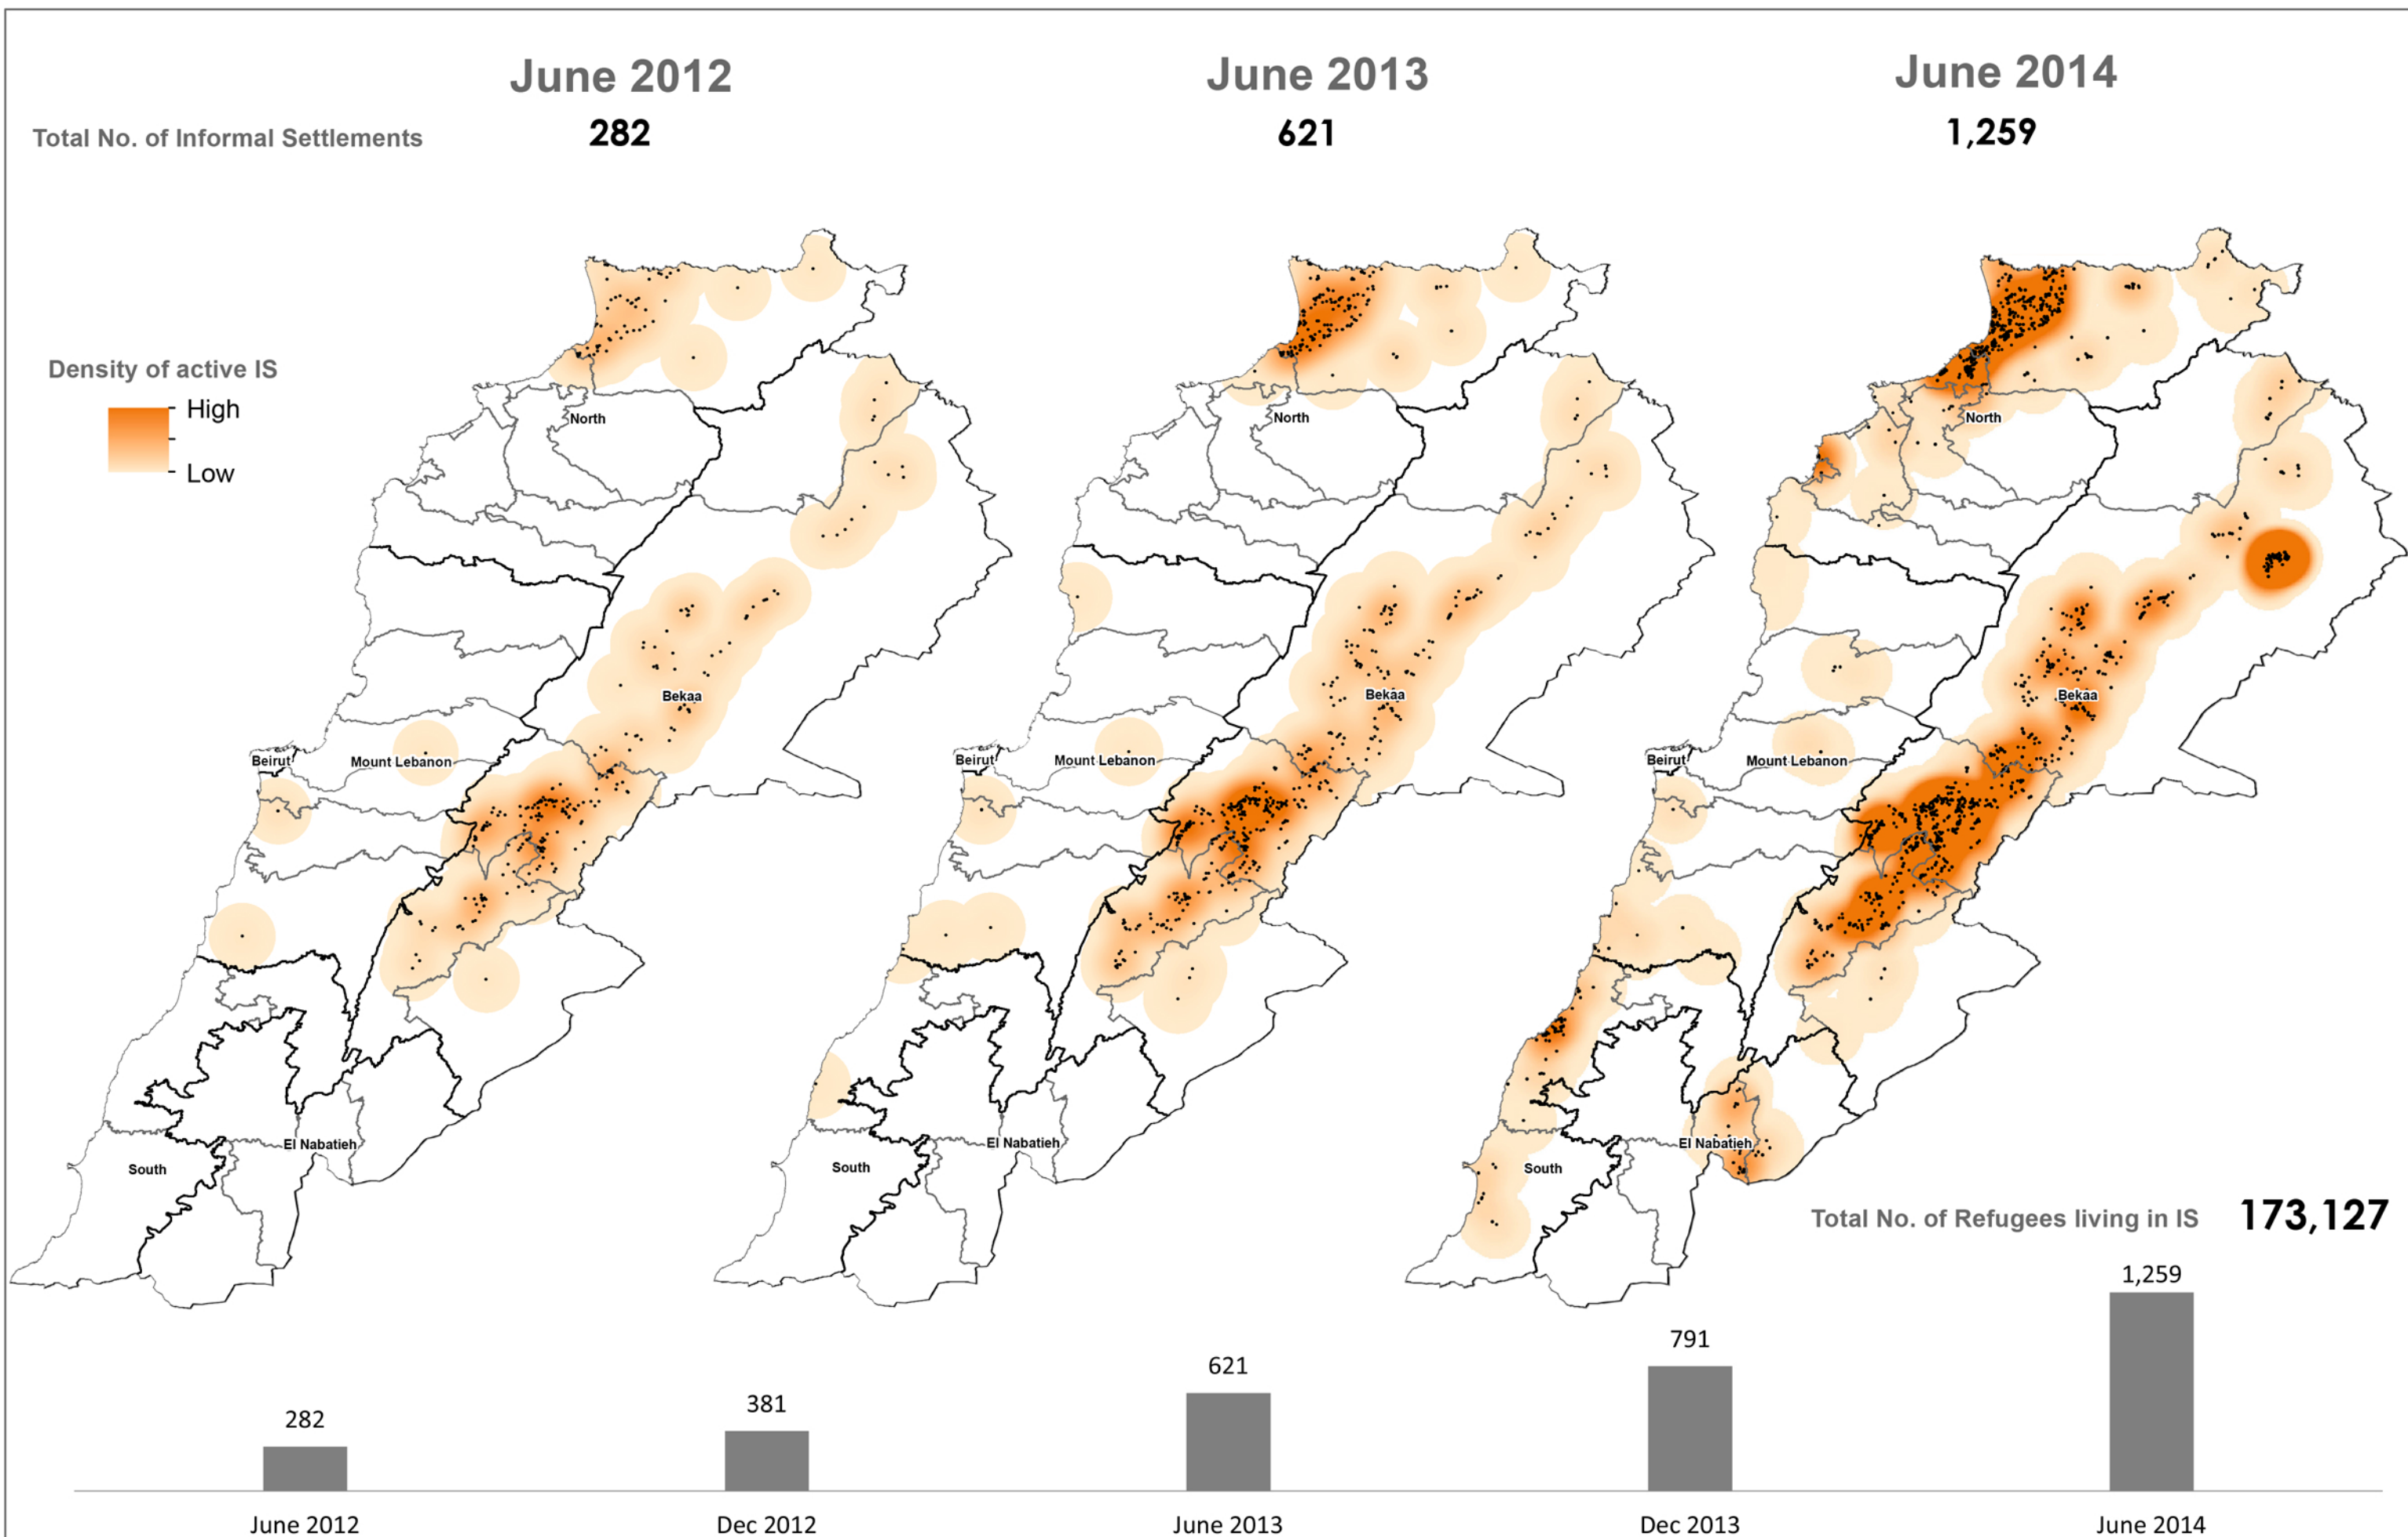 June 2012
June 2013
June 2014
Total No. of Informal Settlements
282
621
1,259
Density of active IS
High
Low
North
Bekaa
Beirut
Mount Lebanon
El Nabatieh
South
North
Bekaa
Beirut
Mount Lebanon
El Nabatieh
South
North
Bekaa
Beirut
Mount Lebanon
El Nabatieh
South
Total No. of Refugees living in IS 173,127
282
381
621
791
1,259
June 2012
Dec 2012
June 2013
Dec 2013
June 2014